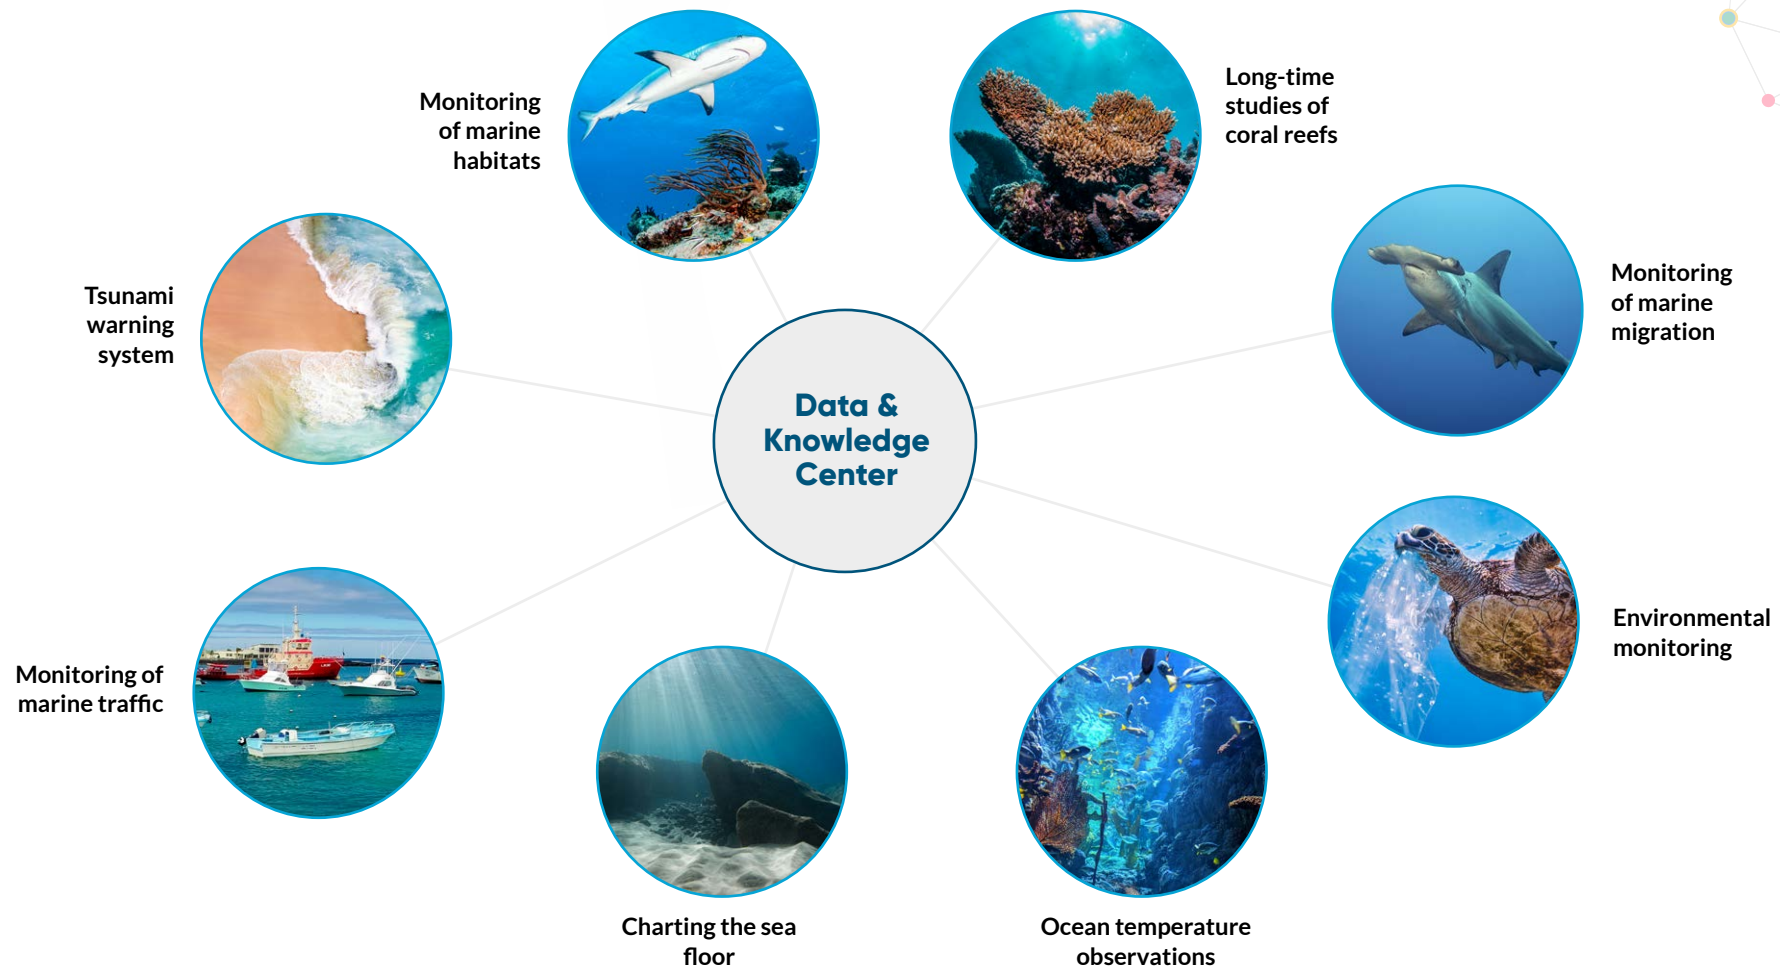 Monitoring
of marine
habitats
Long-time
studies of
coral reefs
Tsunami
warning
system
Monitoring
of marine
migration
Data &
Knowledge
Center
Monitoring of
marine traffic
Environmental
monitoring
Charting the sea
floor
Ocean temperature
observations